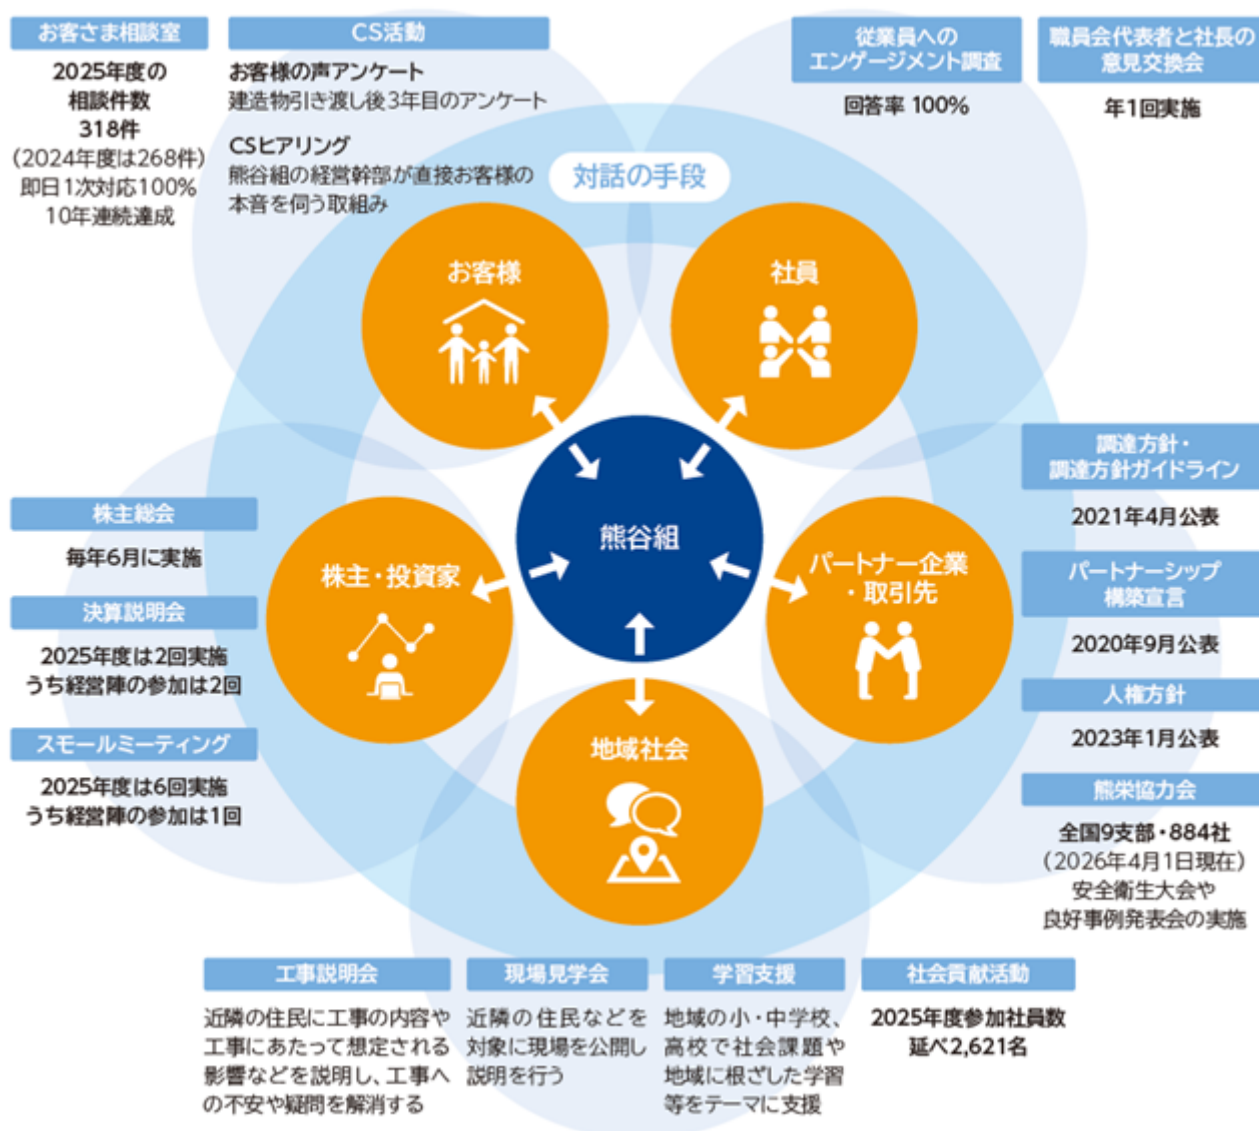 お客さま相談室
2025年度の
相談件数
318件
（2024年度は268件）
即日1次対応100%
10年連続達成
CS活動
お客様の声アンケート
建造物引き渡し後3年目のアンケート
CSヒアリング
熊谷組の経営幹部が直接お客様の
本音を伺う取組み
従業員への
エンゲージメント調査
回答率 100%
職員会代表者と社長の
意見交換会
年1回実施
対話の手段
お客様
社員
熊谷組
株主・投資家
パートナー企業
・取引先
地域社会
株主総会
毎年6月に実施
決算説明会
2025年度は2回実施
うち経営陣の参加は2回
スモールミーティング
2025年度は6回実施
うち経営陣の参加は1回
調達方針・
調達方針ガイドライン
2021年4月公表
パートナーシップ
構築宣言
2020年9月公表
人権方針
2023年1月公表
熊栄協力会
全国9支部・884社
（2026年4月1日現在）
安全衛生大会や
良好事例発表会の実施
工事説明会
近隣の住民に工事の内容や
工事にあたって想定される
影響などを説明し、工事へ
の不安や疑問を解消する
現場見学会
近隣の住民などを
対象に現場を公開し
説明を行う
学習支援
地域の小・中学校、
高校で社会課題や
地域に根ざした学習
等をテーマに支援
社会貢献活動
2025年度参加社員数
延べ2,621名